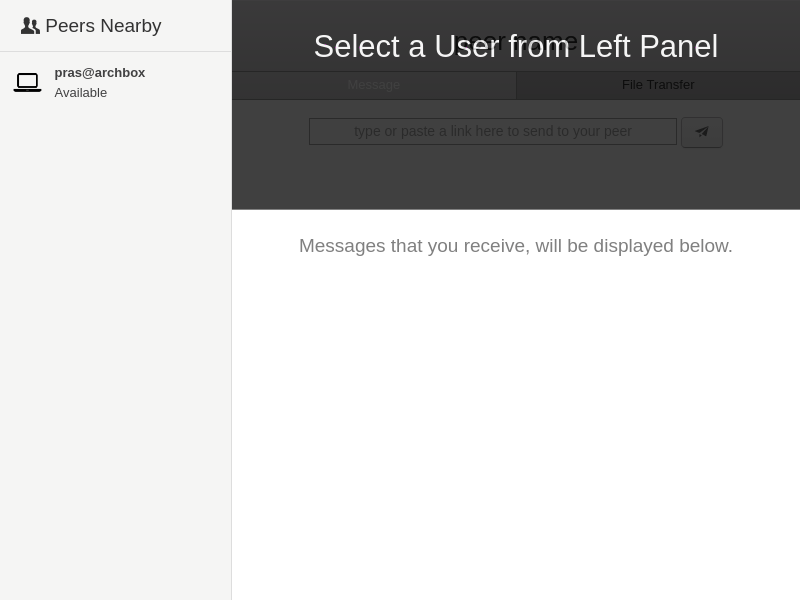 Peers Nearby
pras@archbox
Available
Select a User from Left Panel
Message
File Transfer
type or paste a link here to send to your peer
Messages that you receive, will be displayed below.